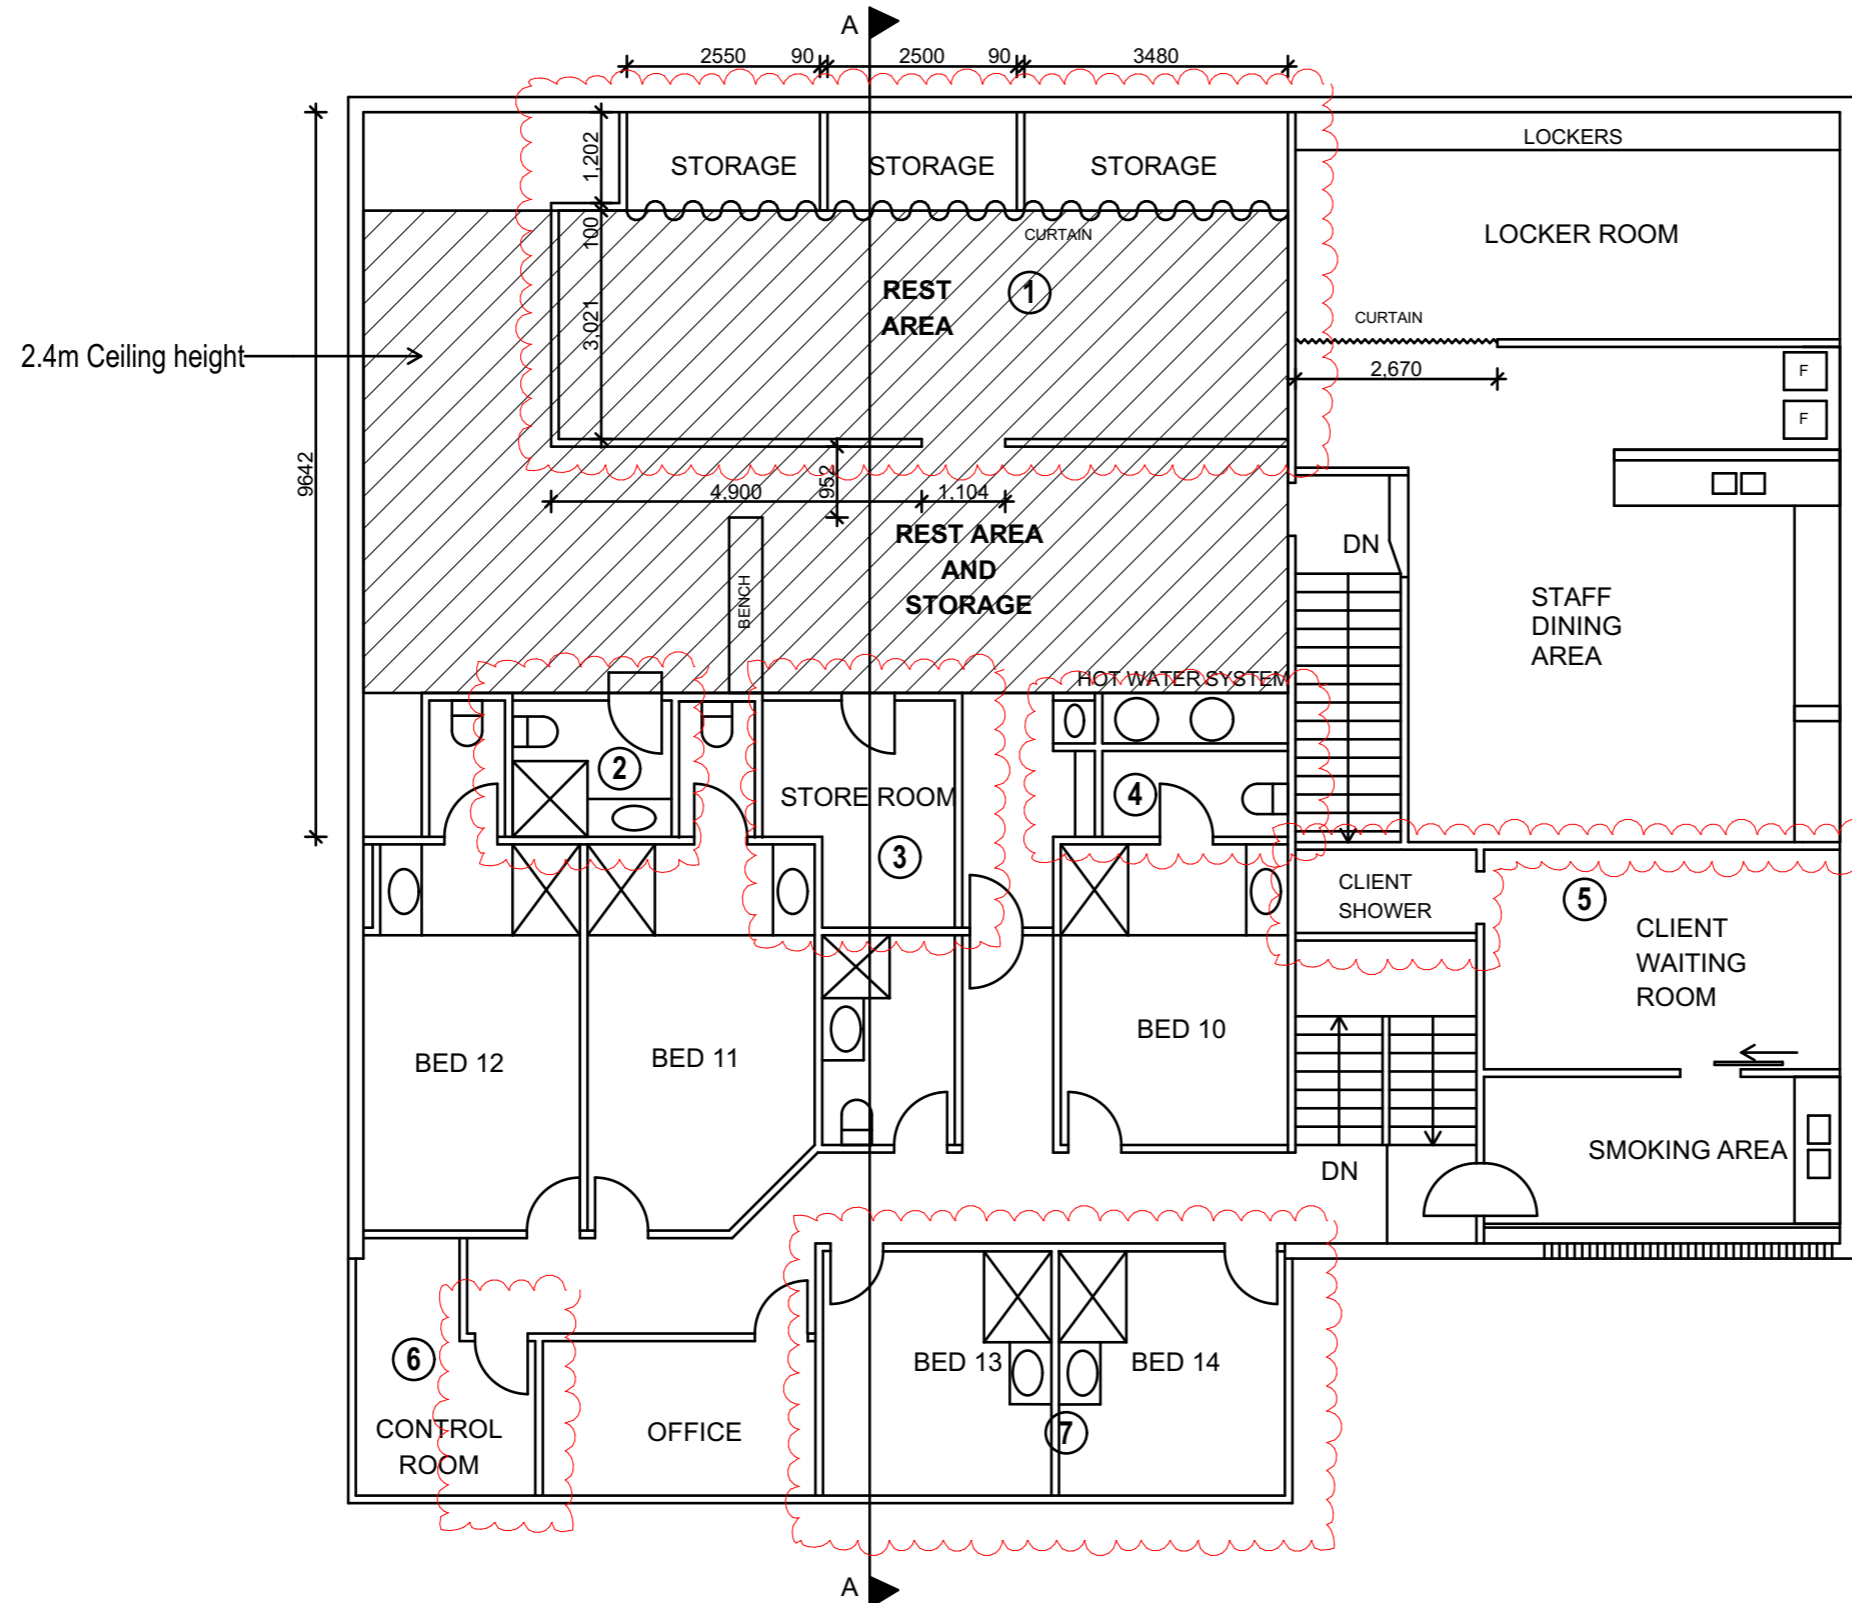 A
2550
90
2500
90
3480
1,202
STORAGE
STORAGE
STORAGE
LOCKERS
LOCKER ROOM
100
CURTAIN
REST
AREA
1
3,021
CURTAIN
2.4m Ceiling height
2,670
F
F
9642
952
4,900
1,104
REST AREA
AND
STORAGE
BENCH
DN
STAFF
DINING
AREA
HOT WATER SYSTEM
2
STORE ROOM
4
3
CLIENT
SHOWER
5
CLIENT
WAITING
ROOM
BED 12
BED 11
BED 10
SMOKING AREA
DN
6
BED 13
BED 14
CONTROL
ROOM
OFFICE
7
A